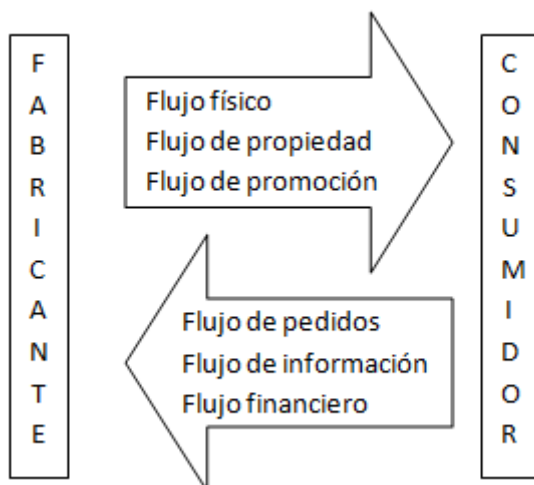 FABRICANTE
Flujo físico
Flujo de propiedad
Flujo de promoción
Flujo de pedidos
Flujo de información
Flujo financiero
CONSUMIDOR